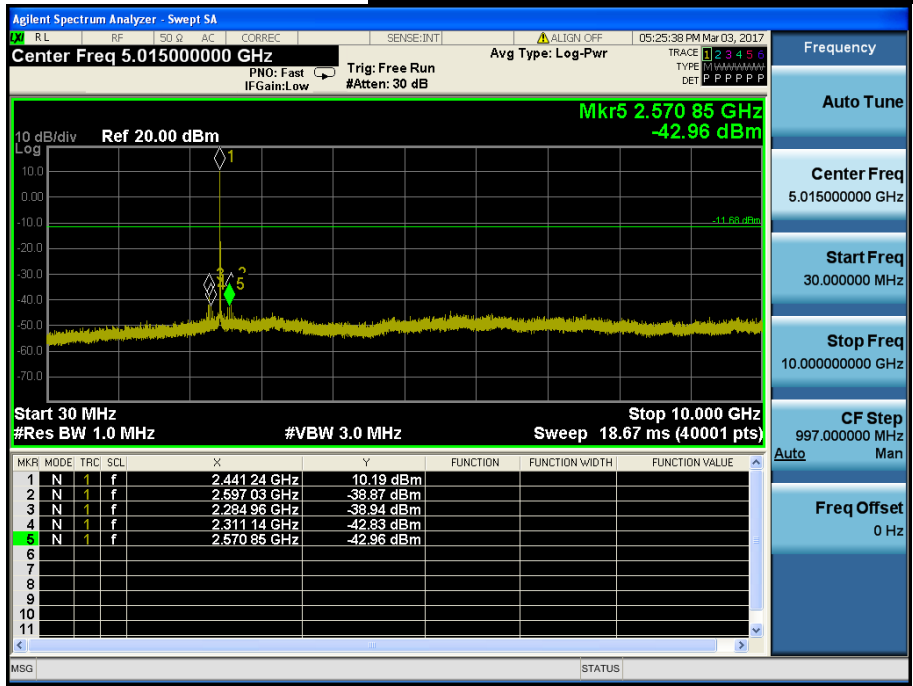 Agilent Spectrum Analyzer - Swept SA
LXI RL RF 50 Ω AC CORREC SENSE:INT ALIGN OFF 05:25:38 PM Mar 03, 2017
Center Freq 5.015000000 GHz
PNO: Fast
IFGain:Low
Trig: Free Run
#Atten: 30 dB
Avg Type: Log-Pwr
TRACE 1 2 3 4 5 6
TYPE M
DET P P P P P P
Mkr5 2.570 85 GHz
-42.96 dBm
10 dB/div Ref 20.00 dBm
Log
10.0
0.00
-10.0
-20.0
-30.0
-40.0
-50.0
-60.0
-70.0
-11.68 dBm
1
2
3
4
5
Start 30 MHz Stop 10.000 GHz
#Res BW 1.0 MHz #VBW 3.0 MHz Sweep 18.67 ms (40001 pts)
MKR MODE TRC SCL X Y FUNCTION FUNCTION WIDTH FUNCTION VALUE
1 N 1 f 2.441 24 GHz 10.19 dBm
2 N 1 f 2.597 03 GHz -38.87 dBm
3 N 1 f 2.284 96 GHz -38.94 dBm
4 N 1 f 2.311 14 GHz -42.83 dBm
5 N 1 f 2.570 85 GHz -42.96 dBm
6
7
8
9
10
11
MSG STATUS
Frequency
Auto Tune
Center Freq
5.015000000 GHz
Start Freq
30.000000 MHz
Stop Freq
10.000000000 GHz
CF Step
997.000000 MHz
Auto Man
Freq Offset
0 Hz